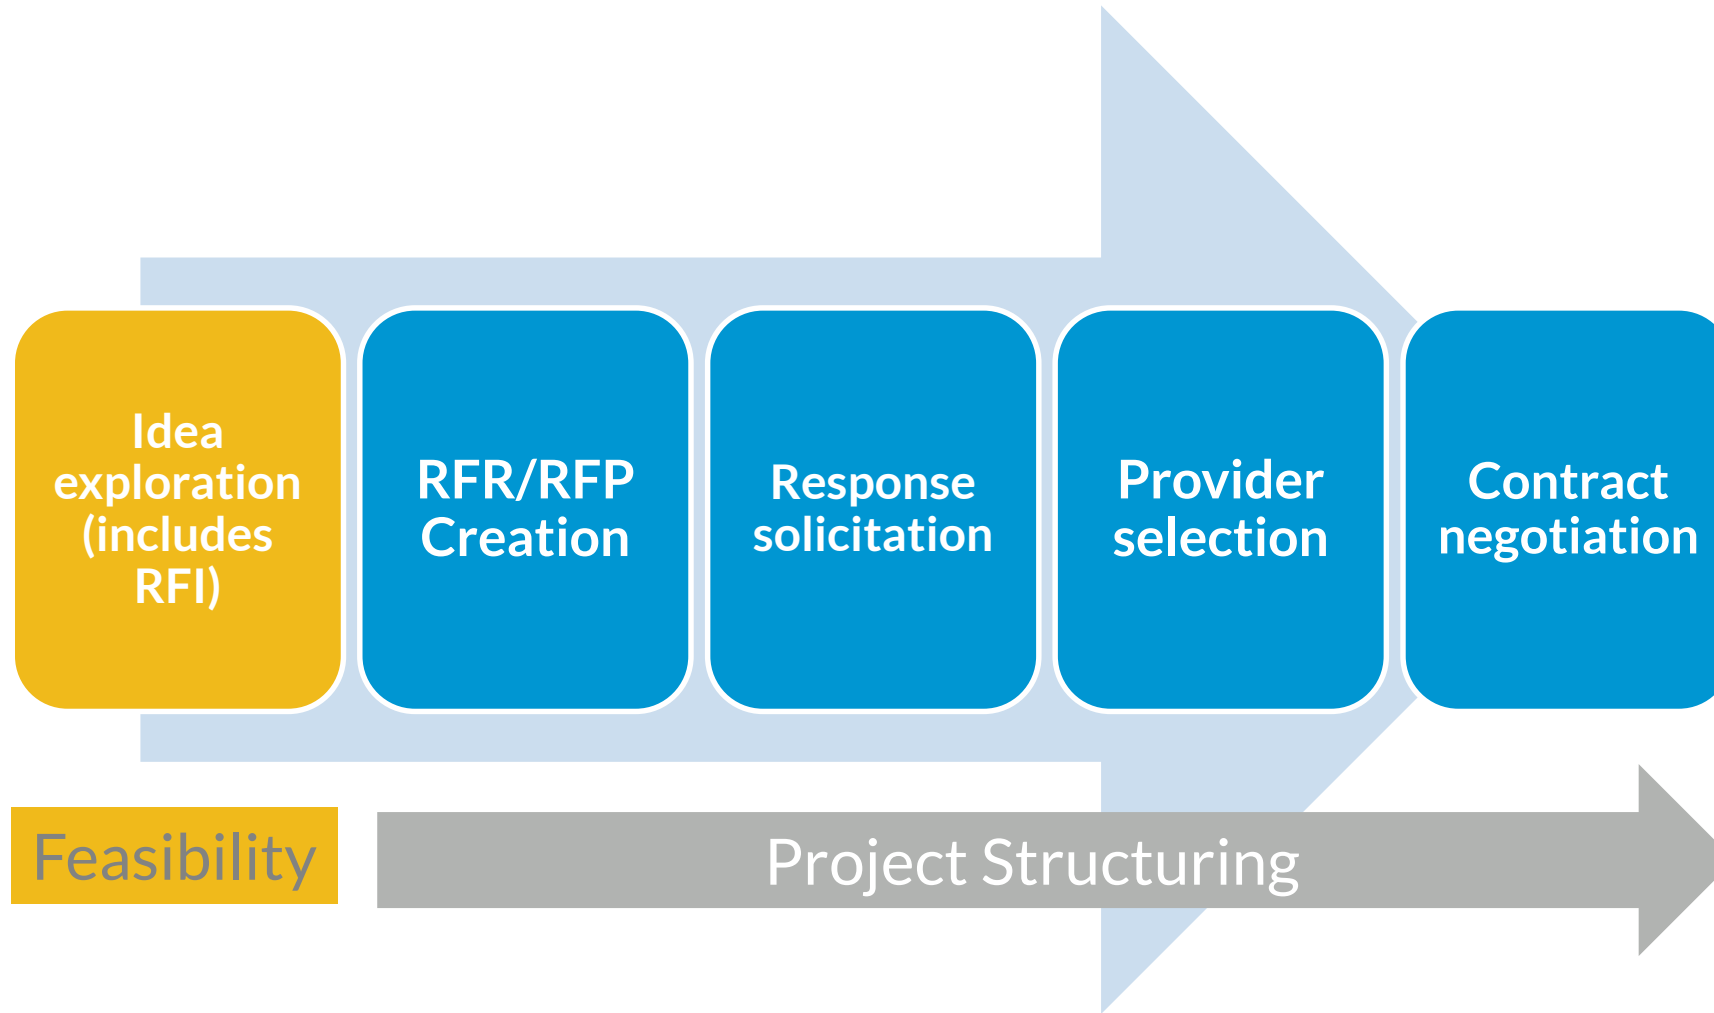 Idea
exploration
(includes
RFI)
RFR/RFP
Creation
Response
solicitation
Provider
selection
Contract
negotiation
Feasibility
Project Structuring